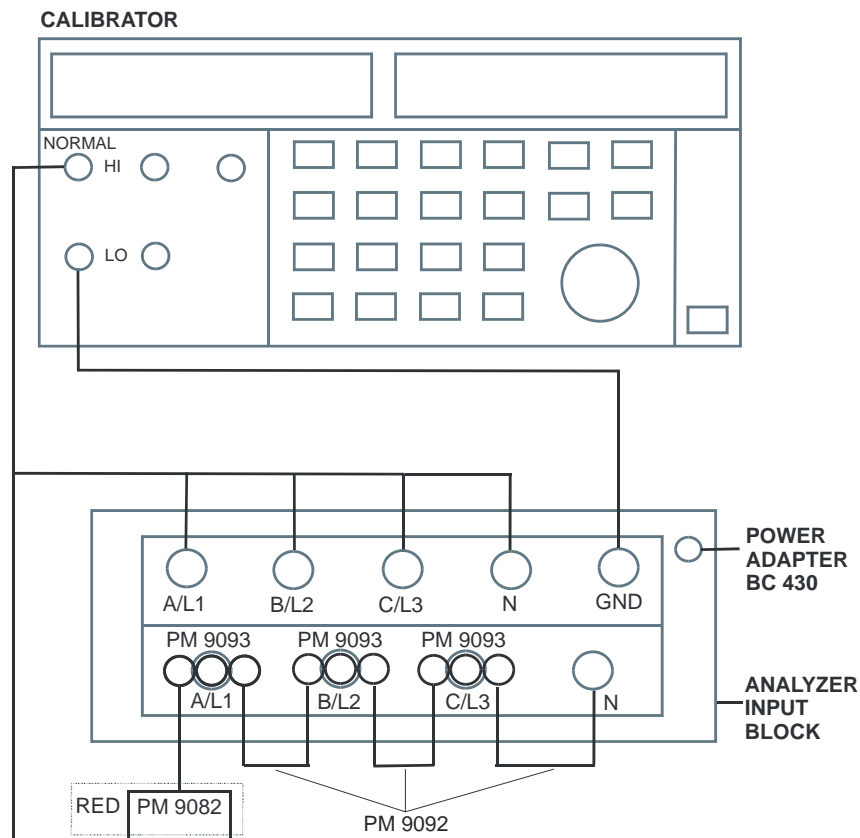 CALIBRATOR
NORMAL
HI
LO
POWER
ADAPTER
BC 430
A/L1
B/L2
C/L3
N
GND
PM 9093
PM 9093
PM 9093
A/L1
B/L2
C/L3
N
ANALYZER
INPUT
BLOCK
RED
PM 9082
PM 9092